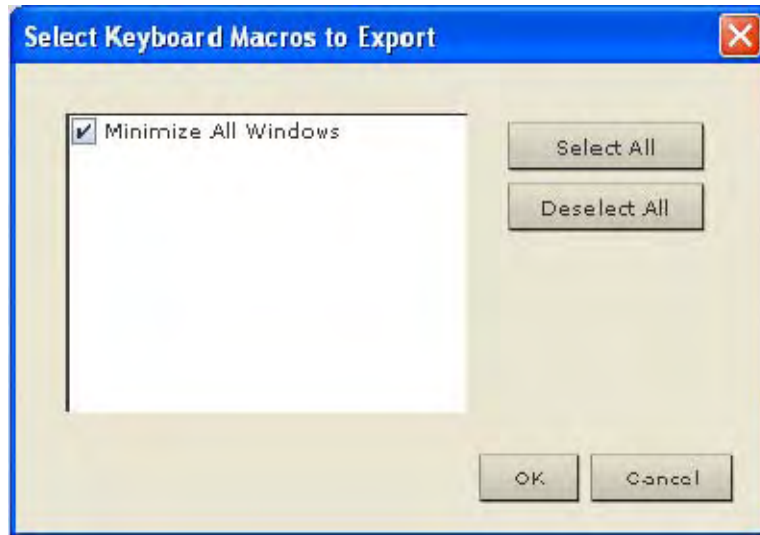 Select Keyboard Macros to Export
Minimize All Windows
Select All
Deselect All
OK
Cancel